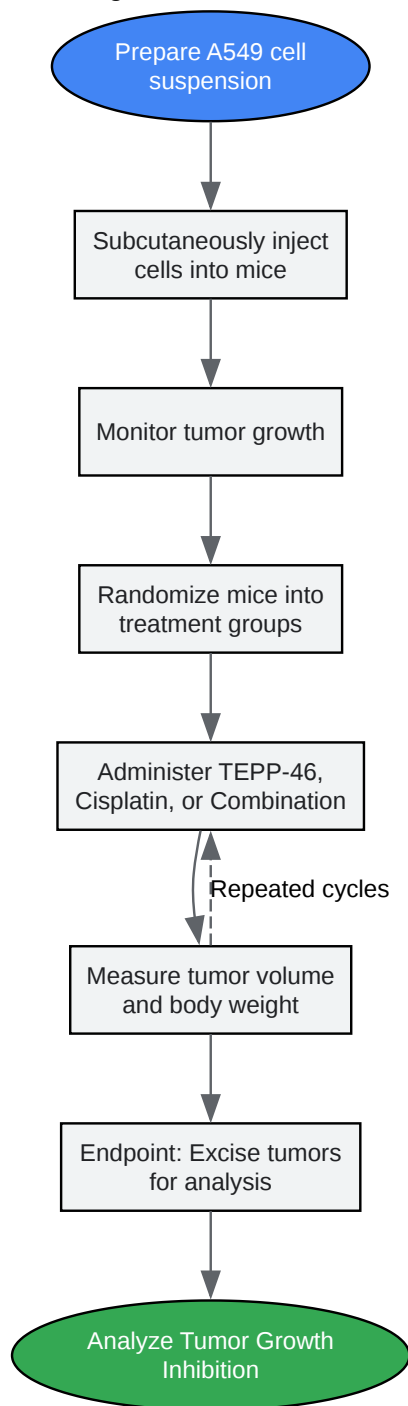 Prepare A549 cell
suspension
Subcutaneously inject
cells into mice
Monitor tumor growth
Randomize mice into
treatment groups
Administer TEPP-46,
Cisplatin, or Combination
Repeated cycles
Measure tumor volume
and body weight
Endpoint: Excise tumors
for analysis
Analyze Tumor Growth
Inhibition